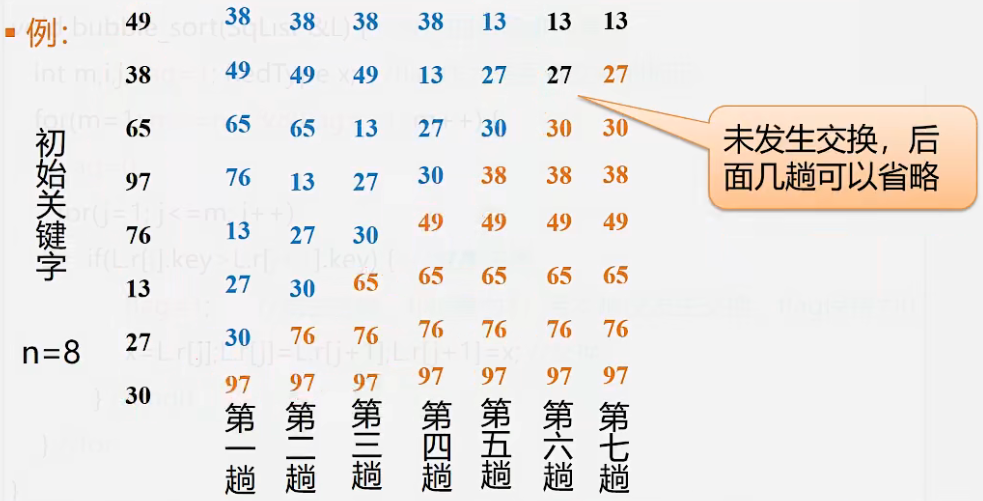 ▪ 例:
初始关键字
n=8
49 38 38 38 38 13 13 13
38 49 49 49 13 27 27 27
65 65 65 13 27 30 30 30
97 76 13 27 30 38 38 38
76 13 27 30 49 49 49 49
13 27 30 65 65 65 65 65
27 30 76 76 76 76 76 76
30 97 97 97 97 97 97 97
第一趟 第二趟 第三趟 第四趟 第五趟 第六趟 第七趟
未发生交换，后
面几趟可以省略